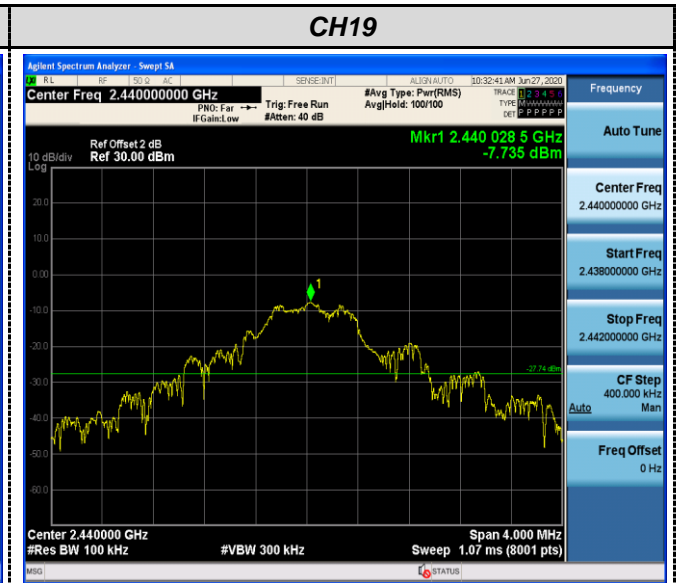 CH19
Agilent Spectrum Analyzer - Swept SA
RL RF 50 Ω AC SENSE:INT ALIGN AUTO 10:32:41 AM Jun 27, 2020
Center Freq 2.440000000 GHz
PNO: Far
IFGain:Low
Trig: Free Run
#Atten: 40 dB
#Avg Type: Pwr(RMS)
Avg|Hold: 100/100
TRACE 1 2 3 4 5 6
TYPE M
DET P P P P P P
Frequency
Mkr1 2.440 028 5 GHz
-7.735 dBm
Ref Offset 2 dB
10 dB/div Ref 30.00 dBm
Log
20.0
10.0
0.00
-10.0
-20.0
-30.0
-40.0
-50.0
-60.0
1
-27.74 dBm
Center 2.440000 GHz Span 4.000 MHz
#Res BW 100 kHz #VBW 300 kHz Sweep 1.07 ms (8001 pts)
Auto Tune
Center Freq
2.440000000 GHz
Start Freq
2.438000000 GHz
Stop Freq
2.442000000 GHz
CF Step
400.000 kHz
Auto Man
Freq Offset
0 Hz
MSG STATUS